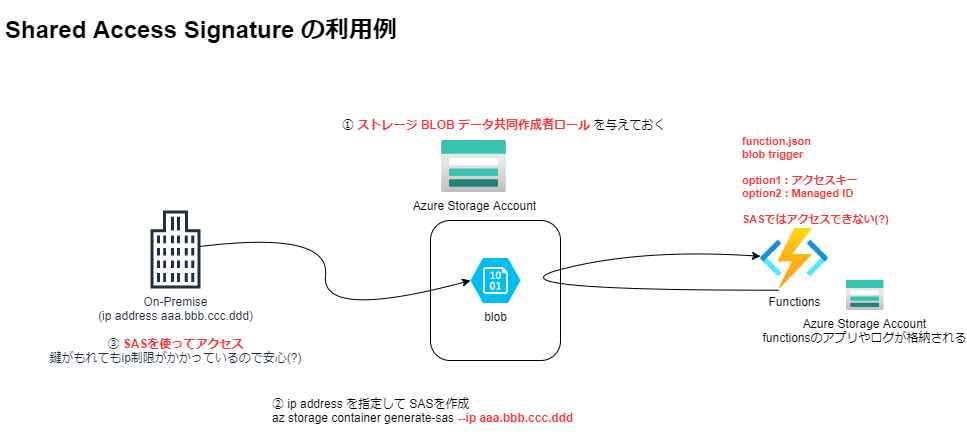 Shared Access Signature の利用例
① ストレージ BLOB データ共同作成者ロール を与えておく
Azure Storage Account
function.json
blob trigger
option1 : アクセスキー
option2 : Managed ID
SASではアクセスできない(?)
10
01
blob
Functions
Azure Storage Account
functionsのアプリやログが格納される
On-Premise
(ip address aaa.bbb.ccc.ddd)
③ SASを使ってアクセス
鍵がもれてもip制限がかかっているので安心(?)
② ip address を指定して SASを作成
az storage container generate-sas --ip aaa.bbb.ccc.ddd